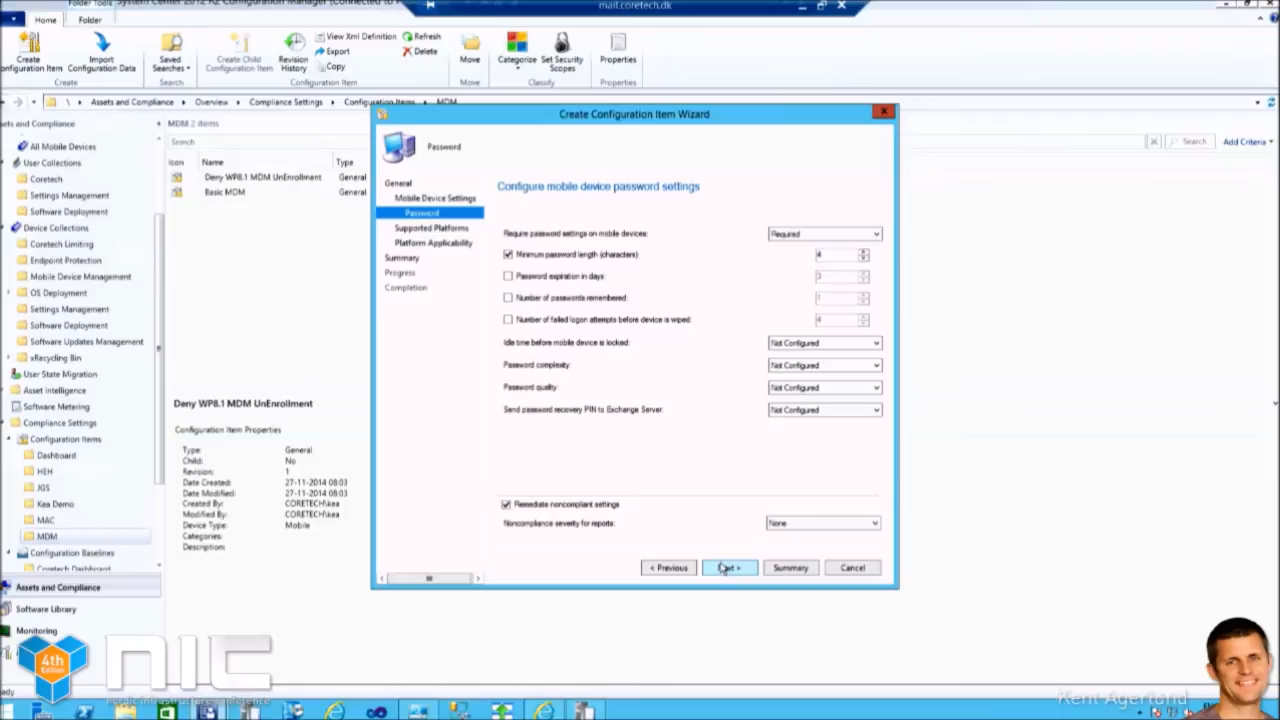 Folder Tools System Center 2012 R2 Configuration Manager (Connected to mail.coretech.dk
Home Folder
Create Configuration Item
Import Configuration Data
Saved Searches
Create Child Configuration Item
Revision History
View Xml Definition
Export
Copy
Refresh
Delete
Move
Categorize
Set Security Scopes
Properties
Create Search Configuration Item Move Classify Properties
\ Assets and Compliance Overview Compliance Settings Configuration Items MDM
Assets and Compliance
All Mobile Devices
User Collections
Coretech
Settings Management
Software Deployment
Device Collections
Coretech Limiting
Endpoint Protection
Mobile Device Management
OS Deployment
Settings Management
Software Deployment
Software Updates Management
xRecycling Bin
User State Migration
Asset Intelligence
Software Metering
Compliance Settings
Configuration Items
Dashboard
HEH
JGS
Kea Demo
MAC
MDM
Configuration Baselines
Coretech Dashboard
Assets and Compliance
Software Library
Monitoring
MDM 2 items
Search
Search Add Criteria
Icon Name Type
Deny WP8.1 MDM UnEnrollment General
Basic MDM General
Deny WP8.1 MDM UnEnrollment
Configuration Item Properties
Type: General
Child: No
Revision: 1
Date Created: 27-11-2014 08:03
Date Modified: 27-11-2014 08:03
Created By: CORETECH\kea
Modified By: CORETECH\kea
Device Type: Mobile
Categories:
Description:
Create Configuration Item Wizard
Password
General
Mobile Device Settings
Password
Supported Platforms
Platform Applicability
Summary
Progress
Completion
Configure mobile device password settings
Require password settings on mobile devices: Required
Minimum password length (characters) 4
Password expiration in days: 3
Number of passwords remembered: 1
Number of failed logon attempts before device is wiped: 4
Idle time before mobile device is locked: Not Configured
Password complexity: Not Configured
Password quality: Not Configured
Send password recovery PIN to Exchange Server: Not Configured
Remediate noncompliant settings
Noncompliance severity for reports: None
< Previous Next > Summary Cancel
4th Edition
NIC
nordic infrastructure conference
Kent Agerlund